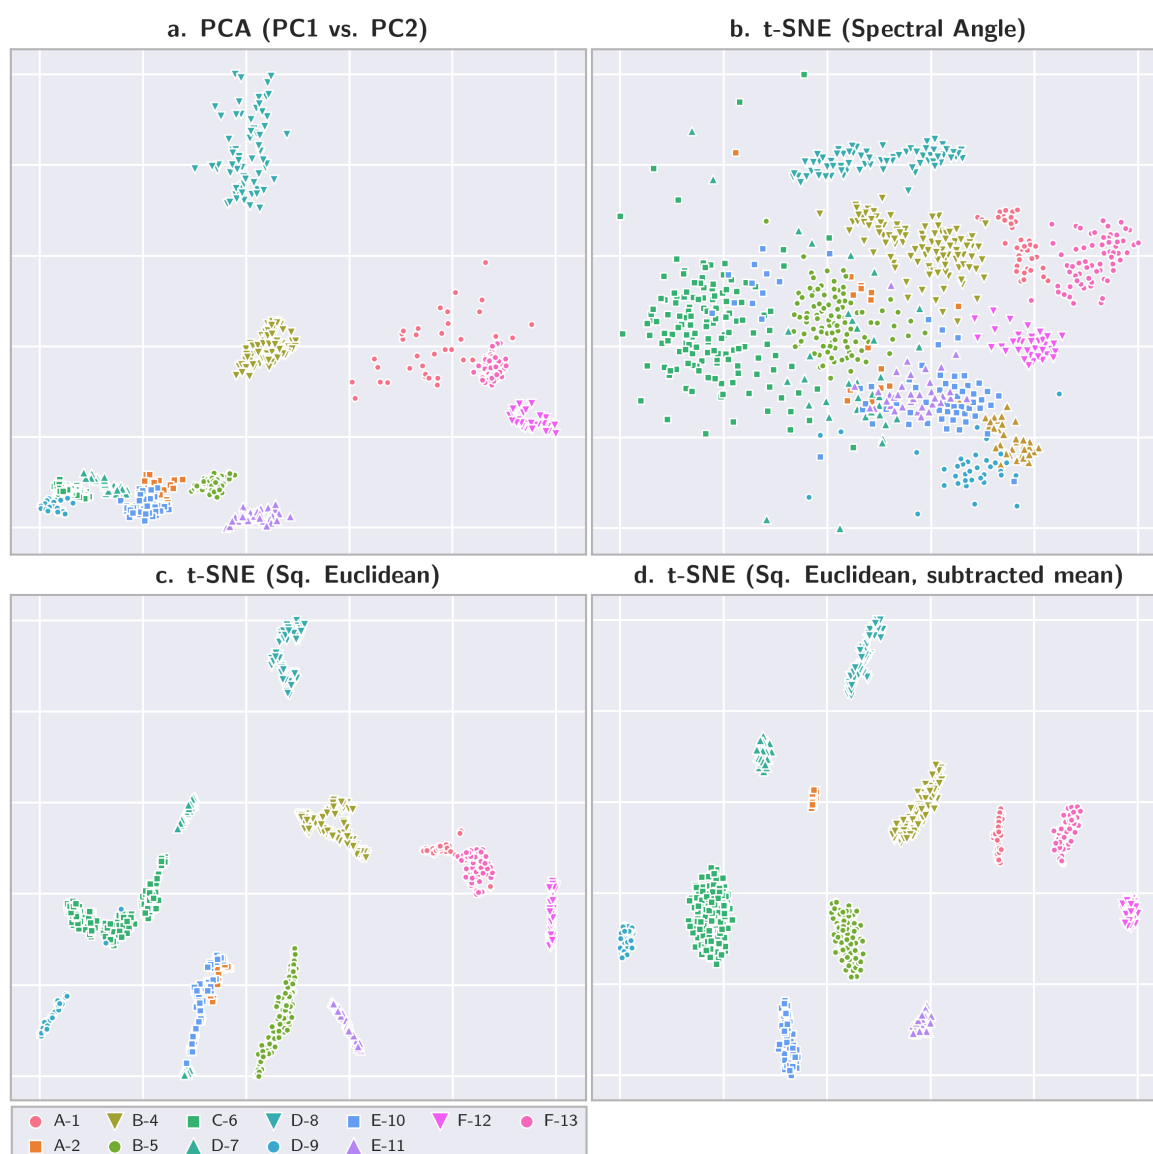 a. PCA (PC1 vs. PC2)
b. t-SNE (Spectral Angle)
c. t-SNE (Sq. Euclidean)
d. t-SNE (Sq. Euclidean, subtracted mean)
A-1 B-4 C-6 D-8 E-10 F-12 F-13
A-2 B-5 D-7 D-9 E-11